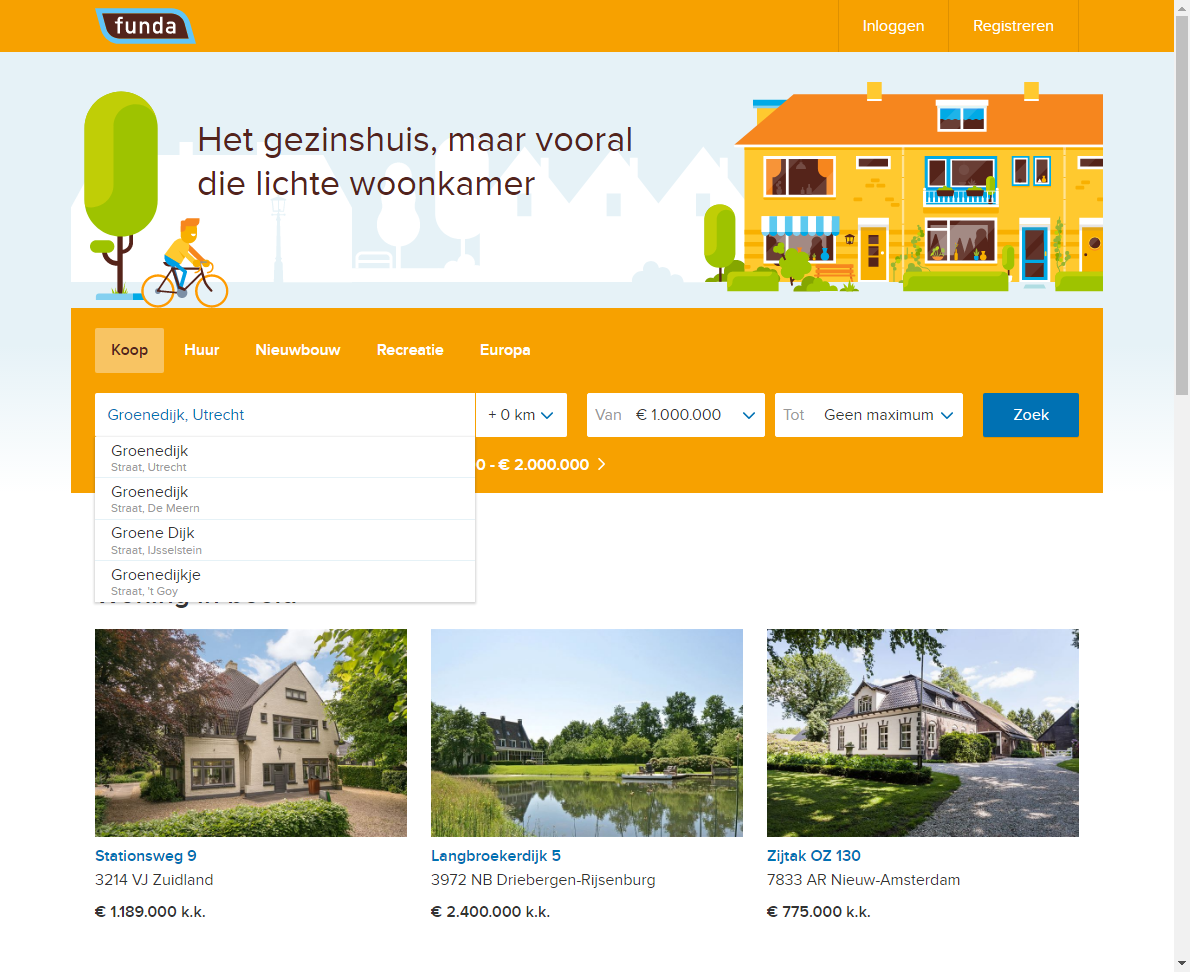 funda
Inloggen
Registreren
Het gezinshuis, maar vooral
die lichte woonkamer
Koop
Huur
Nieuwbouw
Recreatie
Europa
Groenedijk, Utrecht
+ 0 km
Van € 1.000.000
Tot Geen maximum
Zoek
Groenedijk
Straat, Utrecht
0 - € 2.000.000
Groenedijk
Straat, De Meern
Groene Dijk
Straat, IJsselstein
Groenedijkje
Straat, 't Goy
Stationsweg 9
3214 VJ Zuidland
€ 1.189.000 k.k.
Langbroekerdijk 5
3972 NB Driebergen-Rijsenburg
€ 2.400.000 k.k.
Zijtak OZ 130
7833 AR Nieuw-Amsterdam
€ 775.000 k.k.